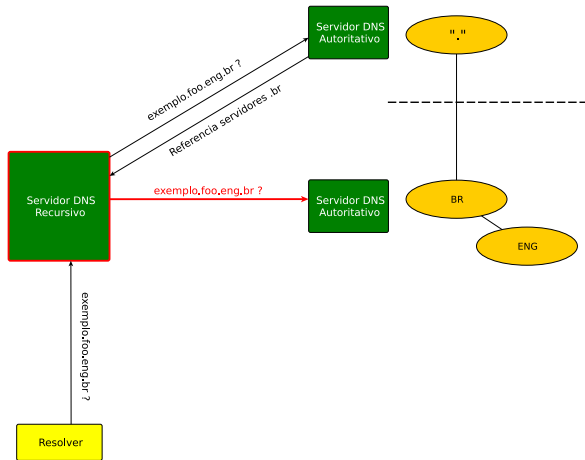 Servidor DNS
Autoritativo
"."
exemplo.foo.eng.br ?
Referencia servidores .br
Servidor DNS
Recursivo
exemplo.foo.eng.br ?
Servidor DNS
Autoritativo
BR
ENG
exemplo.foo.eng.br ?
Resolver